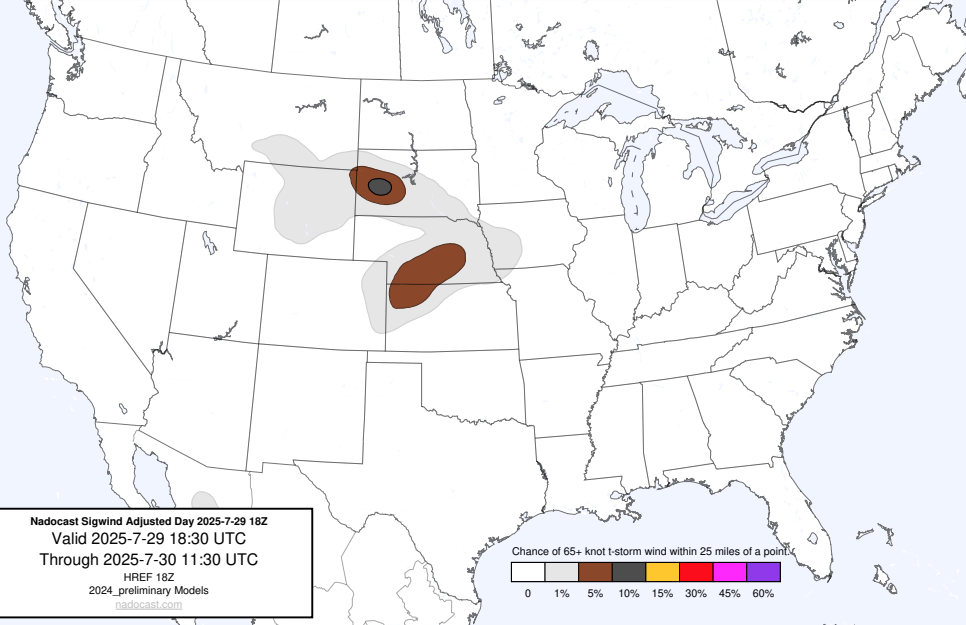 Nadocast Sigwind Adjusted Day 2025-7-29 18Z
Valid 2025-7-29 18:30 UTC
Through 2025-7-30 11:30 UTC
HREF 18Z
2024_preliminary Models
nadocast.com
Chance of 65+ knot t-storm wind within 25 miles of a point.
0 1% 5% 10% 15% 30% 45% 60%